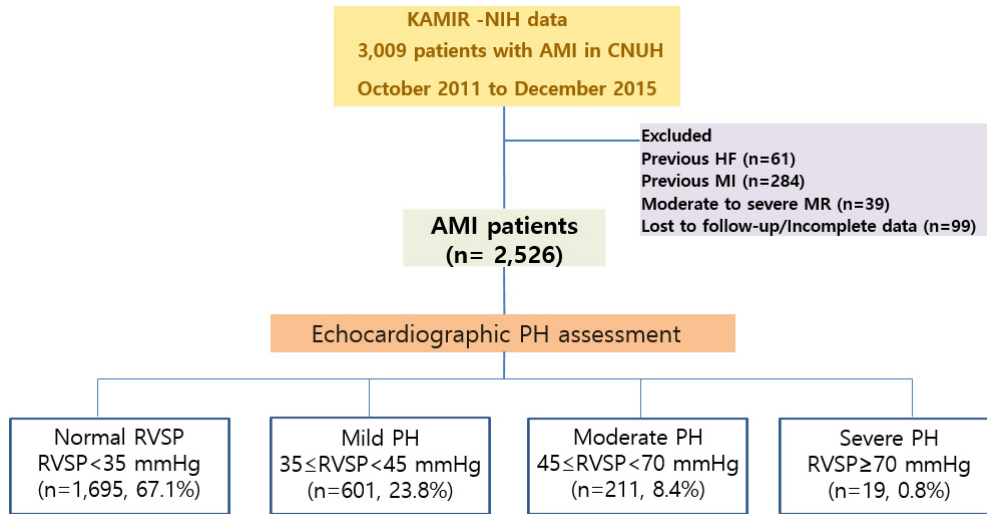 KAMIR -NIH data
3,009 patients with AMI in CNUH
October 2011 to December 2015
Excluded
Previous HF (n=61)
Previous MI (n=284)
Moderate to severe MR (n=39)
Lost to follow-up/Incomplete data (n=99)
AMI patients
(n= 2,526)
Echocardiographic PH assessment
Normal RVSP
RVSP<35 mmHg
(n=1,695, 67.1%)
Mild PH
35≤RVSP<45 mmHg
(n=601, 23.8%)
Moderate PH
45≤RVSP<70 mmHg
(n=211, 8.4%)
Severe PH
RVSP≥70 mmHg
(n=19, 0.8%)